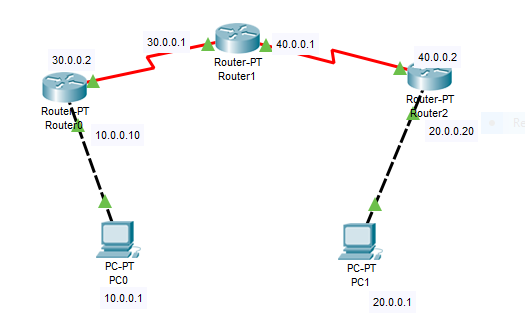 30.0.0.1
40.0.0.1
Router-PT
Router1
30.0.0.2
40.0.0.2
Router-PT
Router0
Router-PT
Router2
10.0.0.10
20.0.0.20
PC-PT
PC0
10.0.0.1
PC-PT
PC1
20.0.0.1